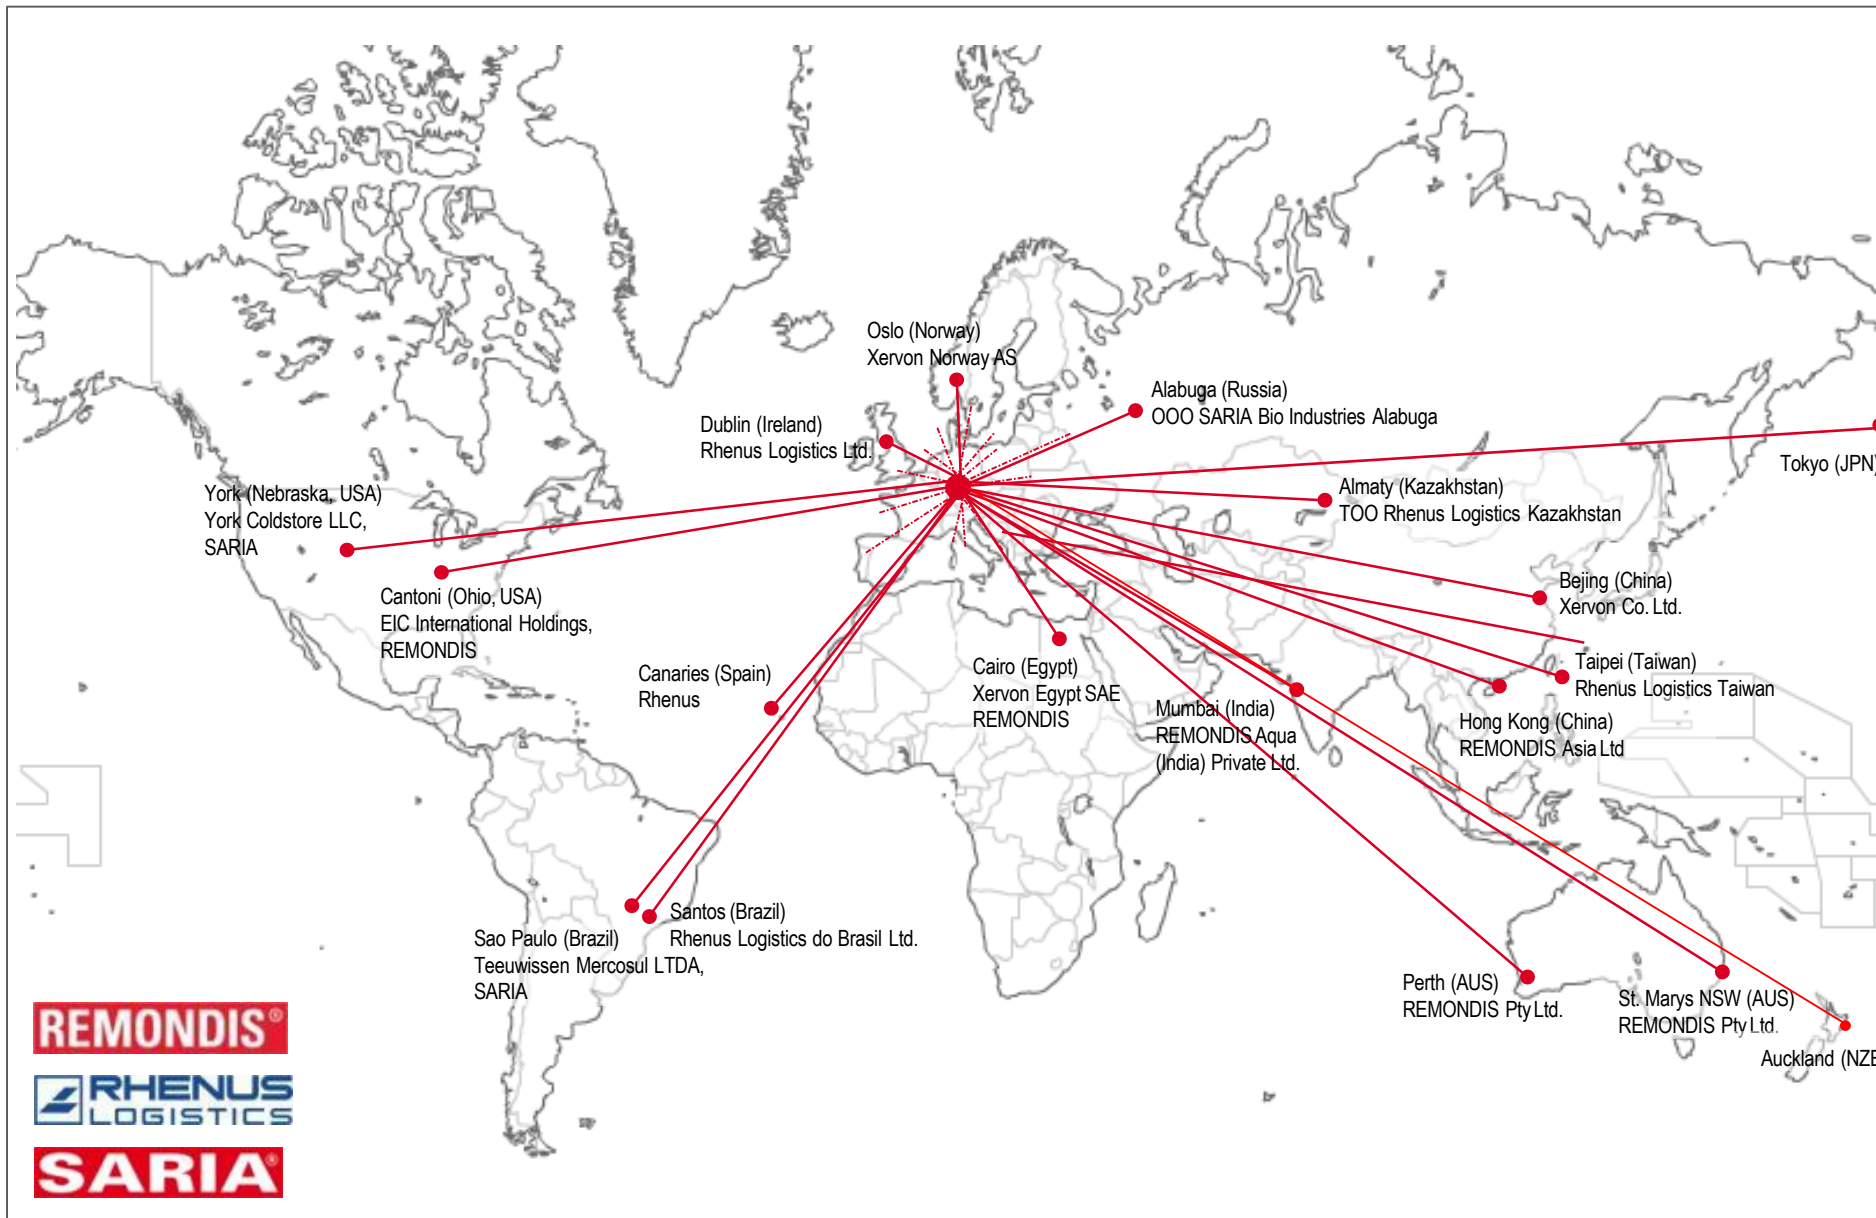 Oslo (Norway)
Xervon Norway AS
Alabuga (Russia)
OOO SARIA Bio Industries Alabuga
Dublin (Ireland)
Rhenus Logistics Ltd.
Tokyo (JPN)
York (Nebraska, USA)
York Coldstore LLC,
SARIA
Almaty (Kazakhstan)
TOO Rhenus Logistics Kazakhstan
Cantoni (Ohio, USA)
EIC International Holdings,
REMONDIS
Bejing (China)
Xervon Co. Ltd.
Canaries (Spain)
Rhenus
Cairo (Egypt)
Xervon Egypt SAE
REMONDIS
Mumbai (India)
REMONDIS Aqua
(India) Private Ltd.
Taipei (Taiwan)
Rhenus Logistics Taiwan
Hong Kong (China)
REMONDIS Asia Ltd
Santos (Brazil)
Rhenus Logistics do Brasil Ltd.
Sao Paulo (Brazil)
Teeuwissen Mercosul LTDA,
SARIA
Perth (AUS)
REMONDIS Pty Ltd.
St. Marys NSW (AUS)
REMONDIS Pty Ltd.
Auckland (NZE
REMONDIS®
RHENUS
LOGISTICS
SARIA®